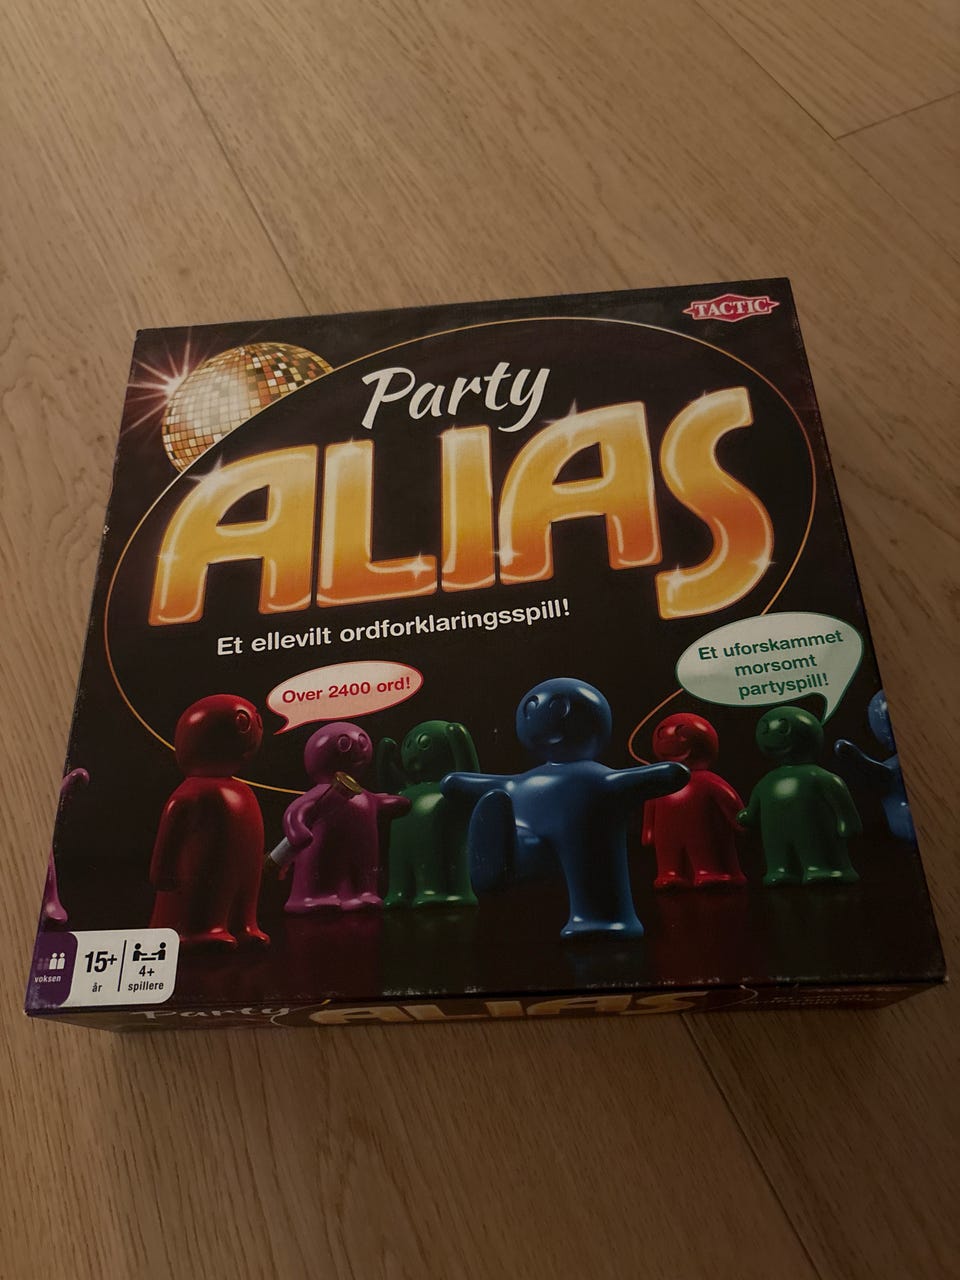 TACTIC
Party
ALIAS
Et ellevilt ordforklaringsspill!
Over 2400 ord!
Et uforskammet
morsomt
partyspill!
voksen
15+
år
4+
spillere
Party
ALIAS